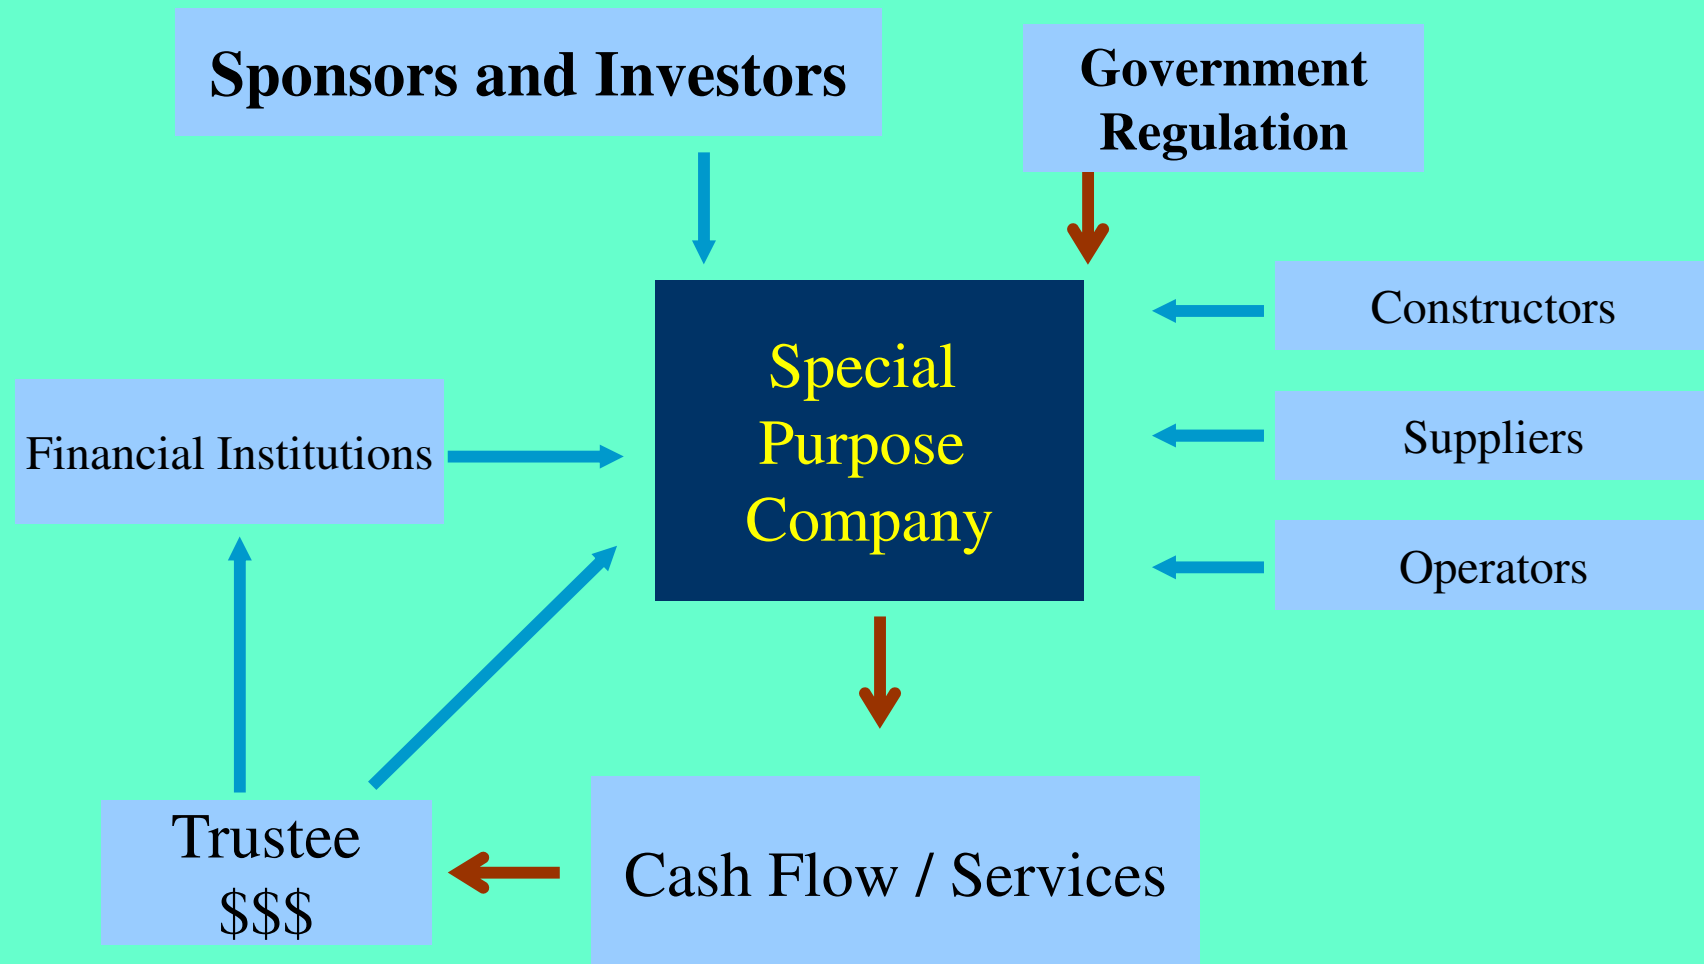 Sponsors and Investors
Government
Regulation
Constructors
Special
Purpose
Company
Suppliers
Financial Institutions
Operators
Trustee
$$$
Cash Flow / Services